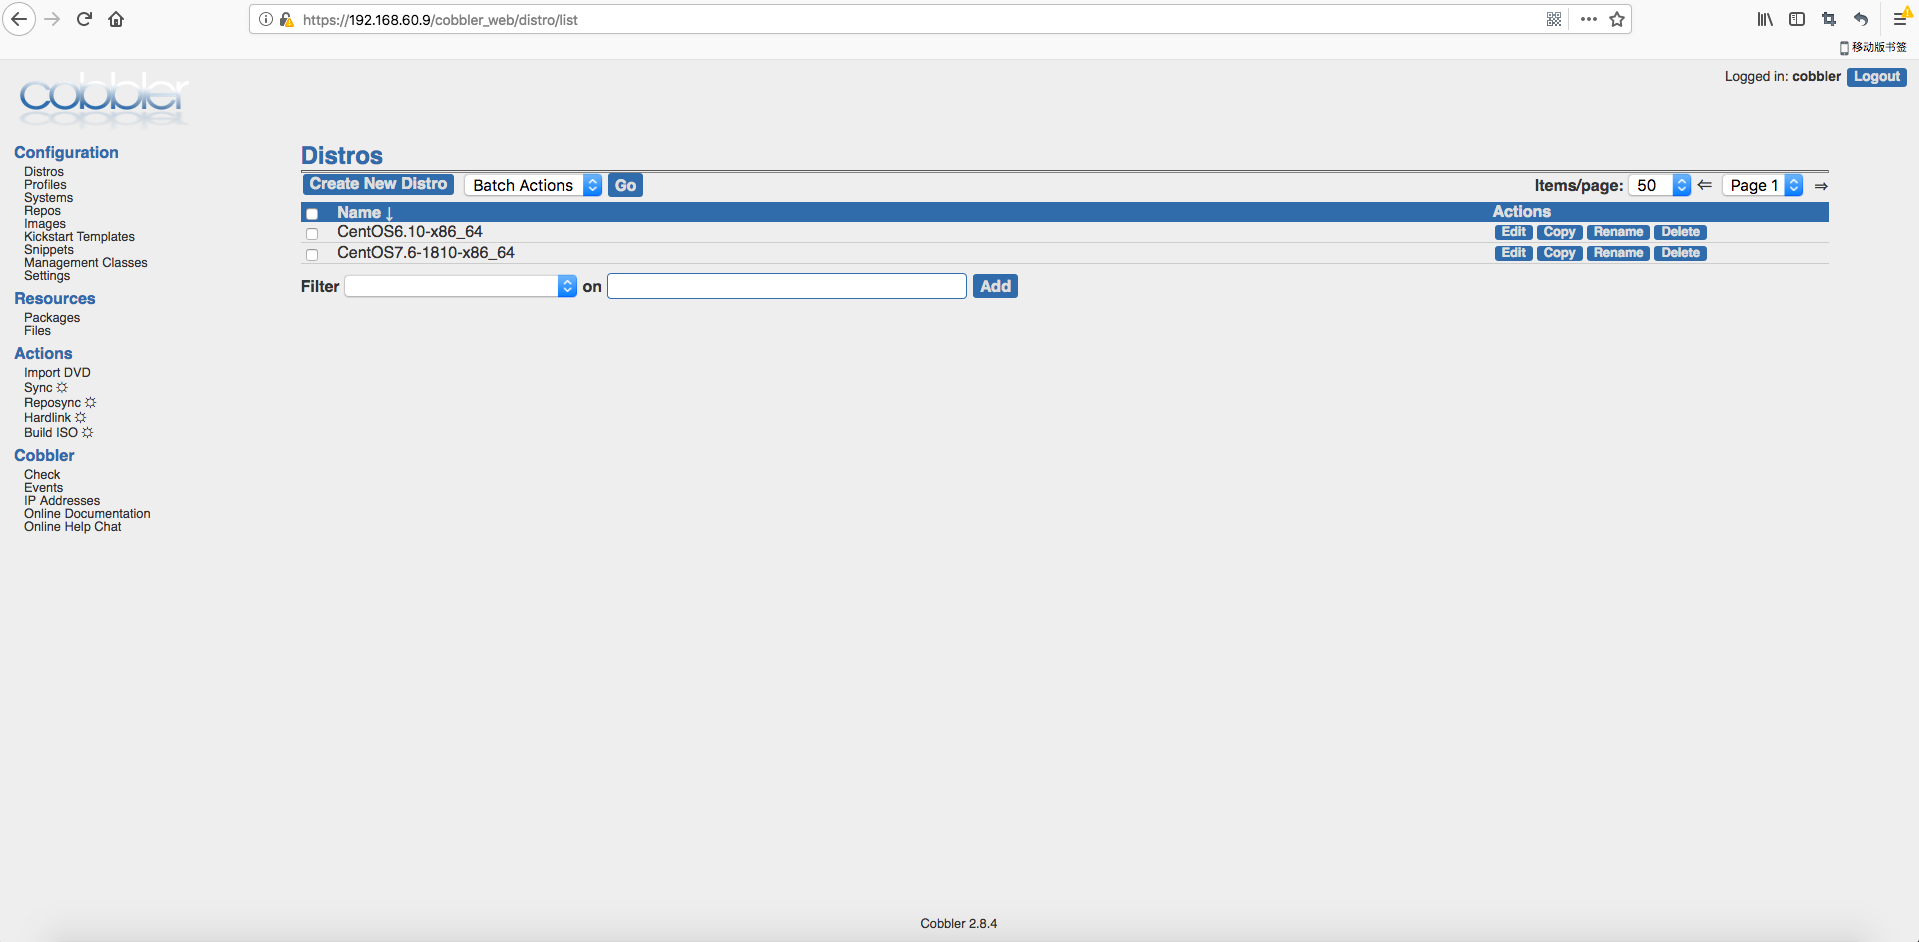 https://192.168.60.9/cobbler_web/distro/list
移动版书签
cobbler
Logged in: cobbler Logout
Configuration
Distros
Profiles
Systems
Repos
Images
Kickstart Templates
Snippets
Management Classes
Settings
Resources
Packages
Files
Actions
Import DVD
Sync
Reposync
Hardlink
Build ISO
Cobbler
Check
Events
IP Addresses
Online Documentation
Online Help Chat
Distros
Create New Distro Batch Actions Go Items/page: 50 ⇐ Page 1 ⇒
Name ↓ Actions
CentOS6.10-x86_64 Edit Copy Rename Delete
CentOS7.6-1810-x86_64 Edit Copy Rename Delete
Filter on Add
Cobbler 2.8.4